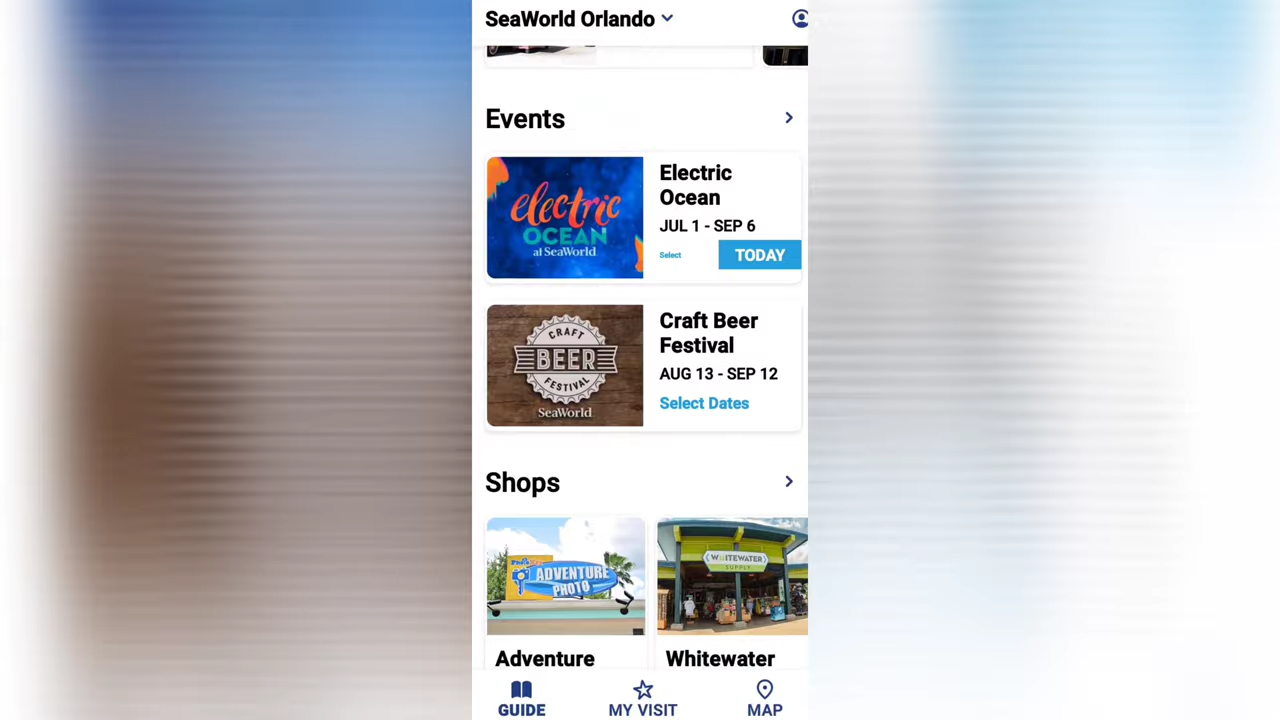 SeaWorld Orlando
Events
electric
OCEAN
at SeaWorld
Electric
Ocean
JUL 1 - SEP 6
Select
TODAY
CRAFT
BEER
FESTIVAL
SeaWorld
Craft Beer
Festival
AUG 13 - SEP 12
Select Dates
Shops
ADVENTURE
PHOTO
WHITEWATER
SUPPLY
Adventure
Whitewater
GUIDE
MY VISIT
MAP